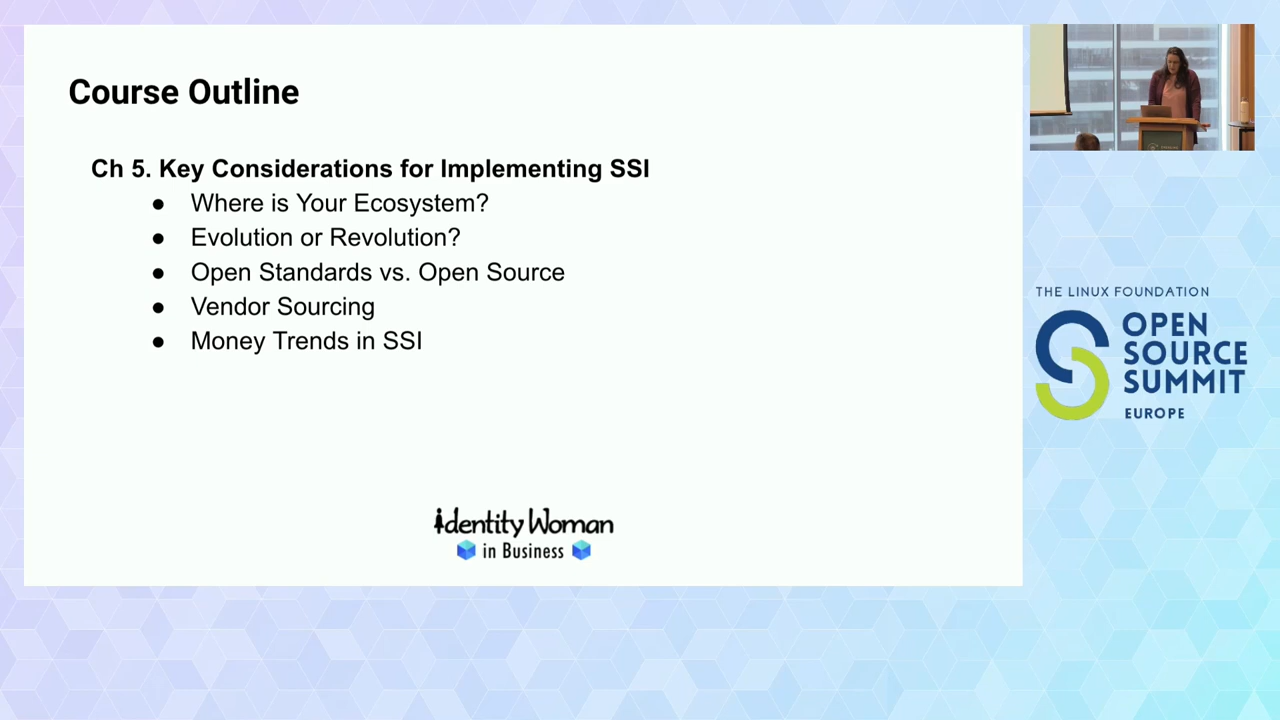 Course Outline
Ch 5. Key Considerations for Implementing SSI
● Where is Your Ecosystem?
● Evolution or Revolution?
● Open Standards vs. Open Source
● Vendor Sourcing
● Money Trends in SSI
identity Woman
in Business
THE LINUX FOUNDATION
OPEN
SOURCE
SUMMIT
EUROPE